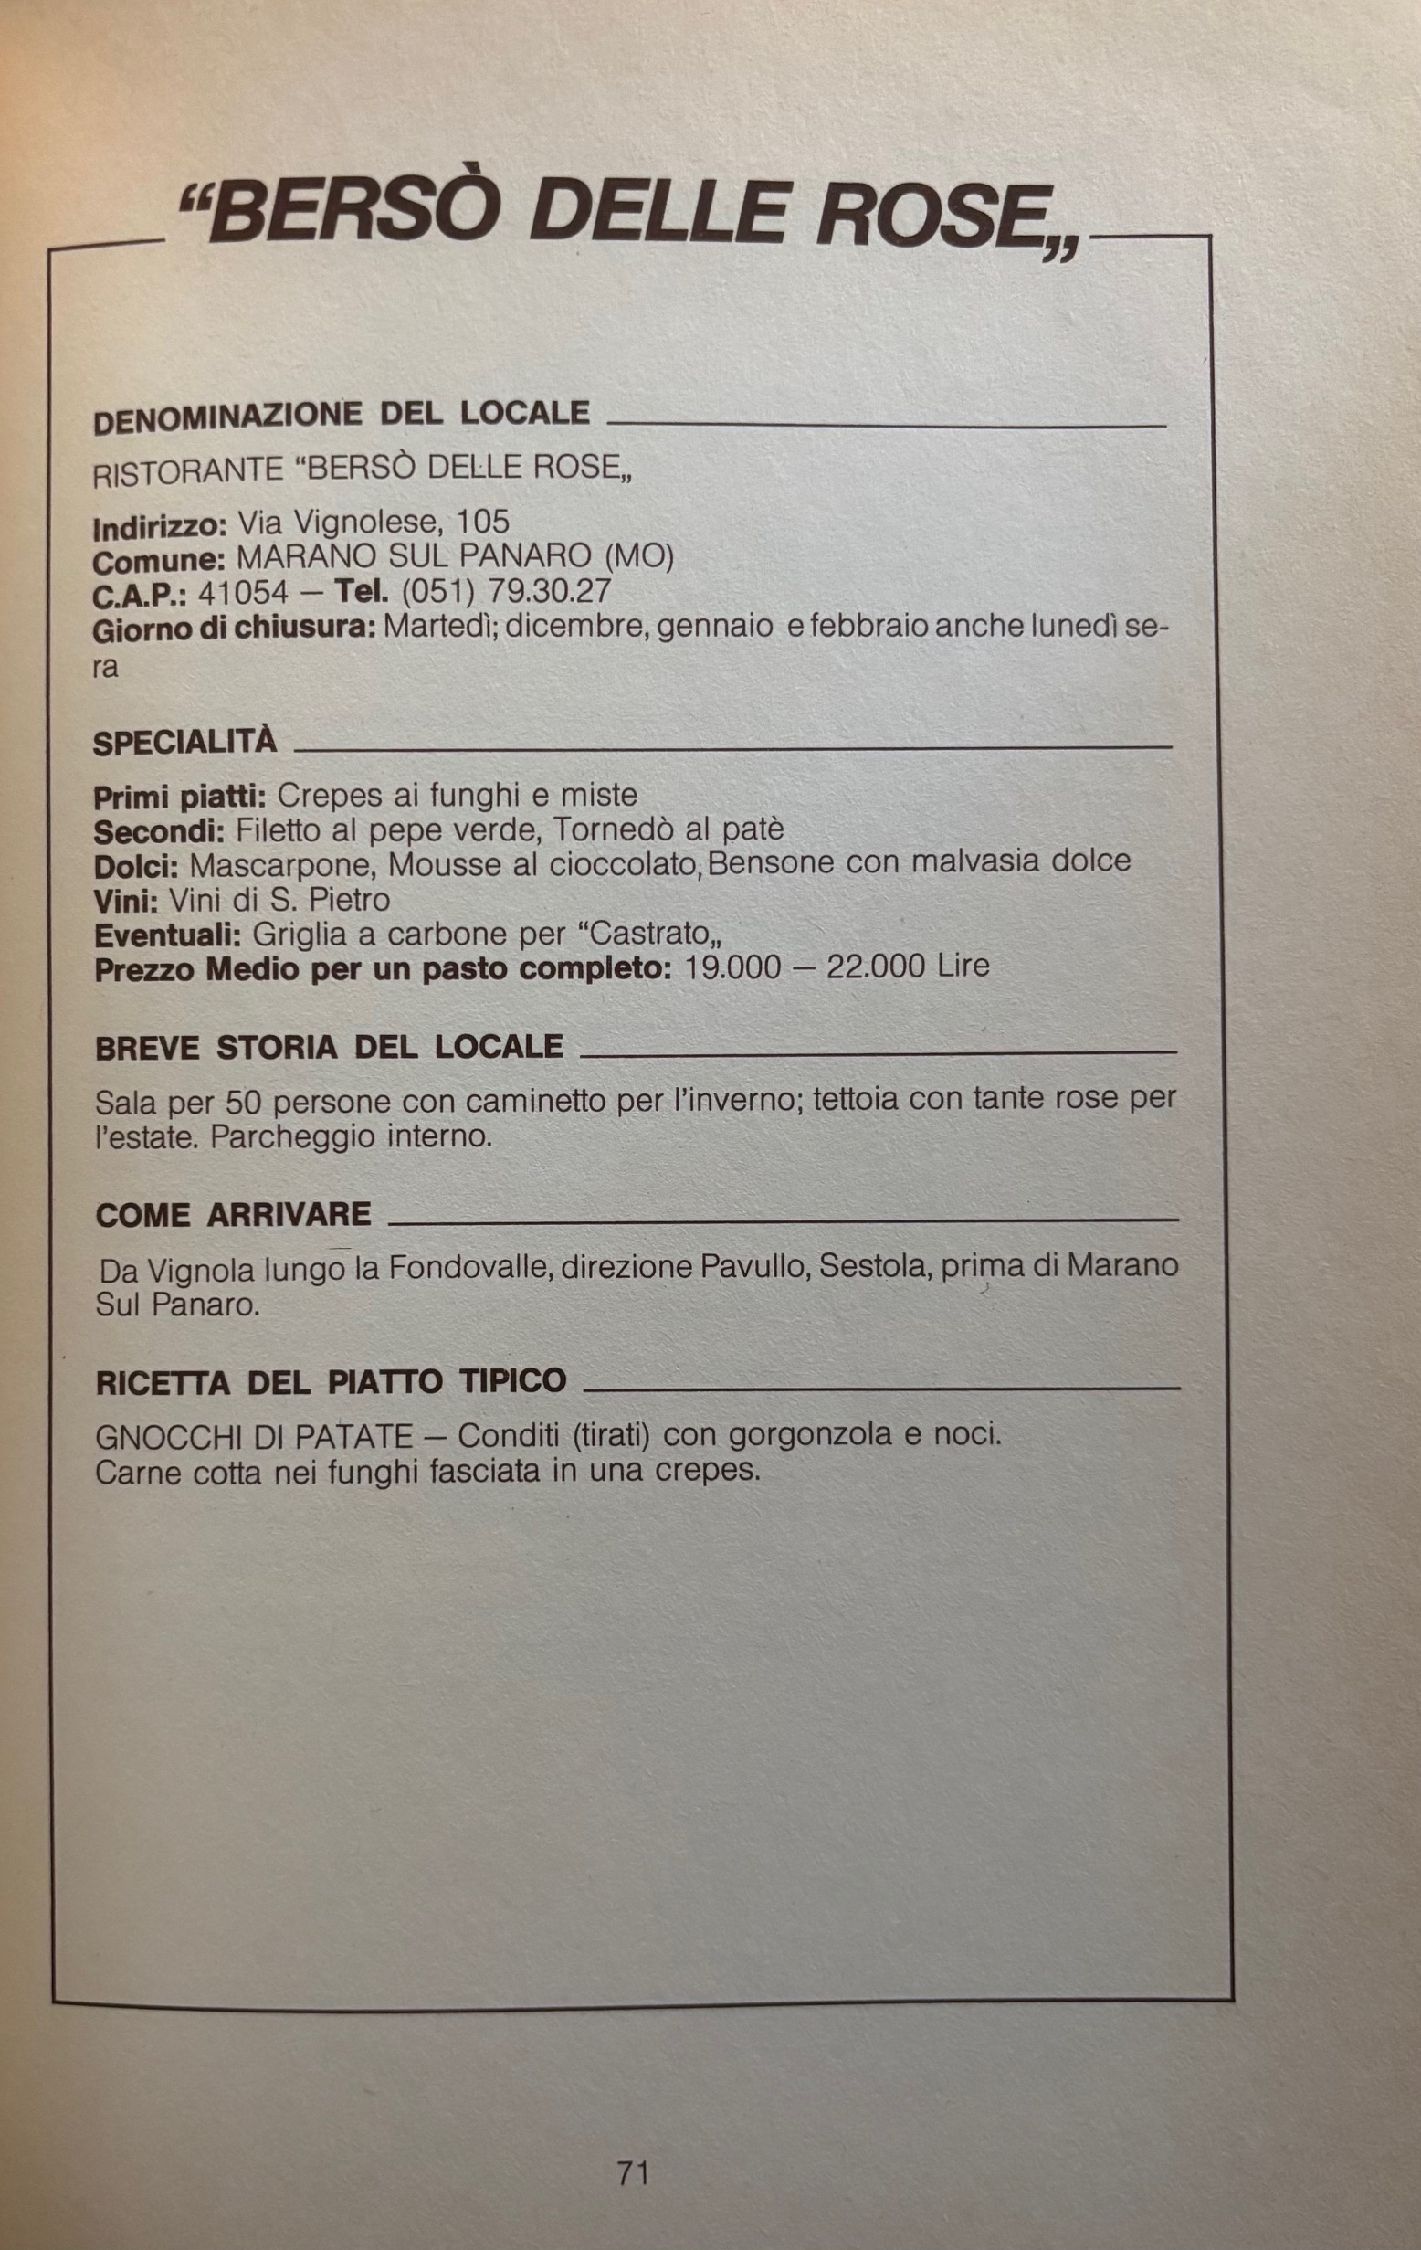 “BERSÒ DELLE ROSE„
DENOMINAZIONE DEL LOCALE
RISTORANTE “BERSÒ DELLE ROSE„
Indirizzo: Via Vignolese, 105
Comune: MARANO SUL PANARO (MO)
C.A.P.: 41054 – Tel. (051) 79.30.27
Giorno di chiusura: Martedì; dicembre, gennaio e febbraio anche lunedì se-
ra
SPECIALITÀ
Primi piatti: Crepes ai funghi e miste
Secondi: Filetto al pepe verde, Tornedò al patè
Dolci: Mascarpone, Mousse al cioccolato, Bensone con malvasia dolce
Vini: Vini di S. Pietro
Eventuali: Griglia a carbone per “Castrato„
Prezzo Medio per un pasto completo: 19.000 – 22.000 Lire
BREVE STORIA DEL LOCALE
Sala per 50 persone con caminetto per l'inverno; tettoia con tante rose per
l'estate. Parcheggio interno.
COME ARRIVARE
Da Vignola lungo la Fondovalle, direzione Pavullo, Sestola, prima di Marano
Sul Panaro.
RICETTA DEL PIATTO TIPICO
GNOCCHI DI PATATE – Conditi (tirati) con gorgonzola e noci.
Carne cotta nei funghi fasciata in una crepes.
71